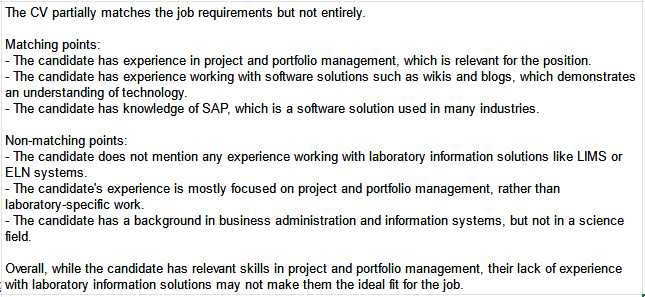 The CV partially matches the job requirements but not entirely.
Matching points:
- The candidate has experience in project and portfolio management, which is relevant for the position.
- The candidate has experience working with software solutions such as wikis and blogs, which demonstrates
an understanding of technology.
- The candidate has knowledge of SAP, which is a software solution used in many industries.
Non-matching points:
- The candidate does not mention any experience working with laboratory information solutions like LIMS or
ELN systems.
- The candidate's experience is mostly focused on project and portfolio management, rather than
laboratory-specific work.
- The candidate has a background in business administration and information systems, but not in a science
field.
Overall, while the candidate has relevant skills in project and portfolio management, their lack of experience
with laboratory information solutions may not make them the ideal fit for the job.